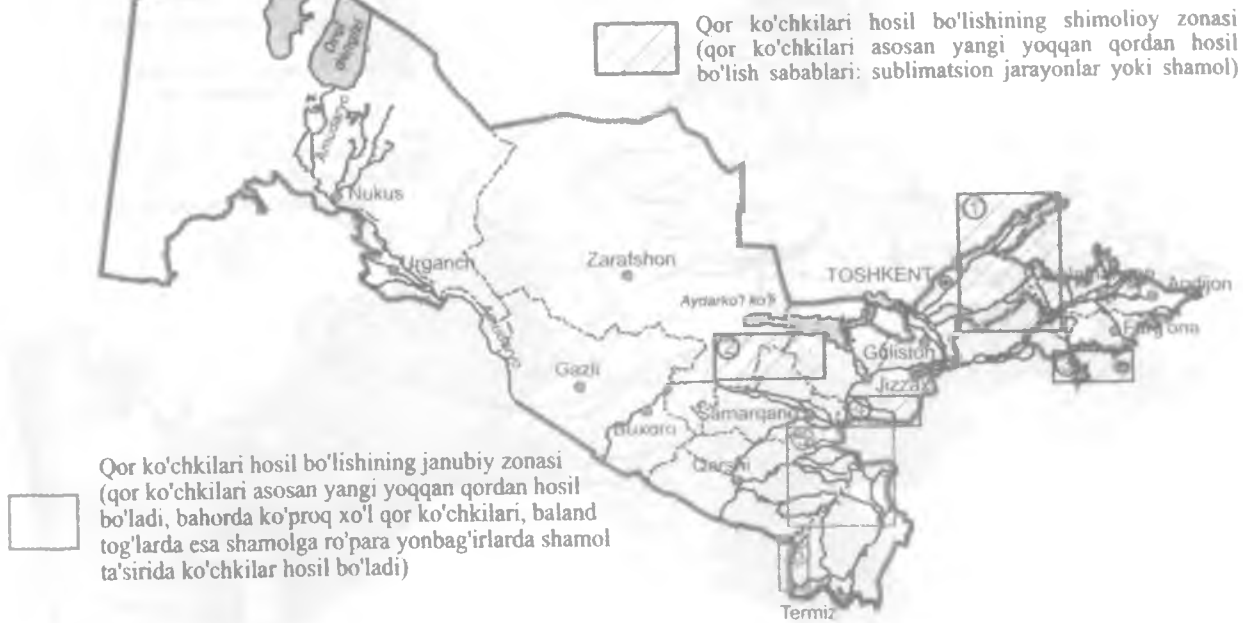 Qor ko'chkilari hosil bo'lishining shimolioy zonasi
(qor ko'chkilari asosan yangi yoqqan qordan hosil
bo'lish sabablari: sublimatsion jarayonlar yoki shamol)
Orol
Nukus
Urganch
Zarafshon
TOSHKENT
1
Andijon
Farg'ona
Aydarko'l ko'li
2
Guliston
Gazli
Jizzax
Samarqand
Buxoro
Qarshi
Qor ko'chkilari hosil bo'lishining janubiy zonasi
(qor ko'chkilari asosan yangi yoqqan qordan hosil
bo'ladi, bahorda ko'proq xo'l qor ko'chkilari, baland
tog'larda esa shamolga ro'para yonbag'irlarda shamol
ta'sirida ko'chkilar hosil bo'ladi)
Termiz